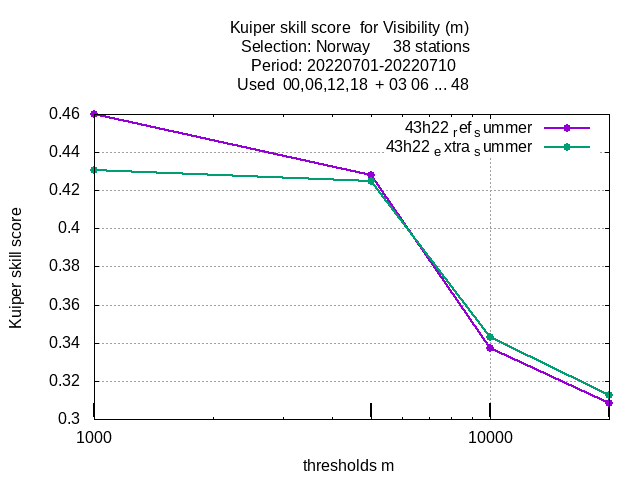 Kuiper skill score  for Visibility (m)
Selection: Norway     38 stations
Period: 20220701-20220710
Used  00,06,12,18  + 03 06 ... 48
43h22 ref summer
43h22 extra summer
0.46
0.44
0.42
0.4
0.38
0.36
0.34
0.32
0.3
Kuiper skill score
1000
10000
thresholds m